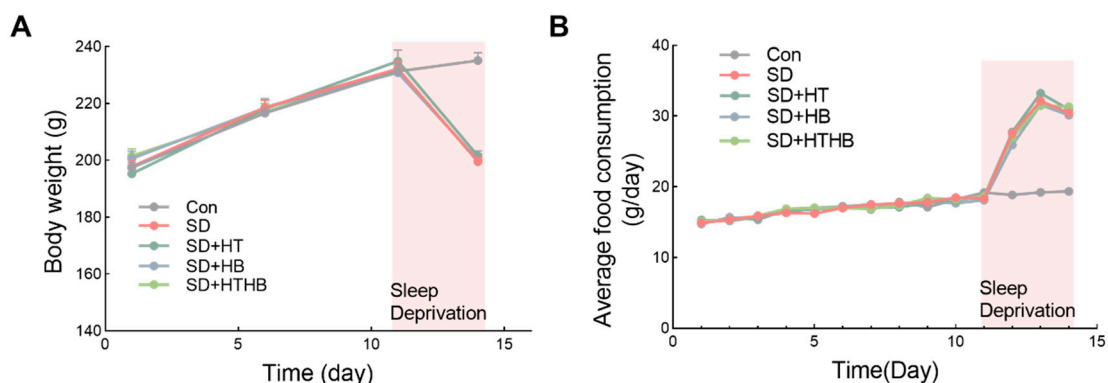 A
Body weight (g)
240
220
200
180
160
140
Con
SD
SD+HT
SD+HB
SD+HTHB
Sleep
Deprivation
0
5
10
15
Time (day)
B
Average food consumption
(g/day)
40
30
20
10
0
Con
SD
SD+HT
SD+HB
SD+HTHB
Sleep
Deprivation
0
5
10
15
Time(Day)